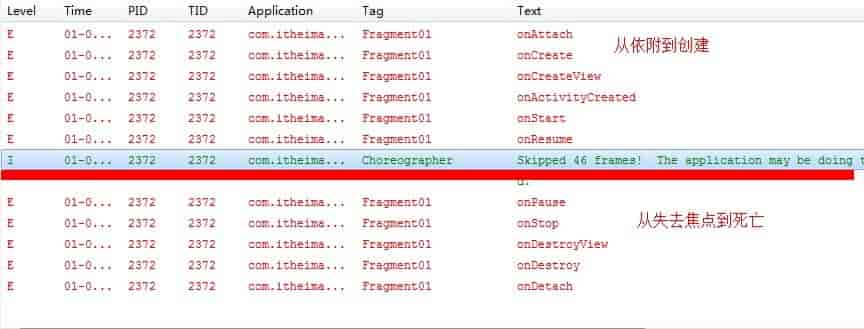 Level Time PID TID Application Tag Text
E 01-0... 2372 2372 com.itheima... Fragment01 onAttach
从依附到创建
E 01-0... 2372 2372 com.itheima... Fragment01 onCreate
E 01-0... 2372 2372 com.itheima... Fragment01 onCreateView
E 01-0... 2372 2372 com.itheima... Fragment01 onActivityCreated
E 01-0... 2372 2372 com.itheima... Fragment01 onStart
E 01-0... 2372 2372 com.itheima... Fragment01 onResume
I 01-0... 2372 2372 com.itheima... Choreographer Skipped 46 frames! The application may be doing t
d.
E 01-0... 2372 2372 com.itheima... Fragment01 onPause
E 01-0... 2372 2372 com.itheima... Fragment01 onStop
从失去焦点到死亡
E 01-0... 2372 2372 com.itheima... Fragment01 onDestroyView
E 01-0... 2372 2372 com.itheima... Fragment01 onDestroy
E 01-0... 2372 2372 com.itheima... Fragment01 onDetach